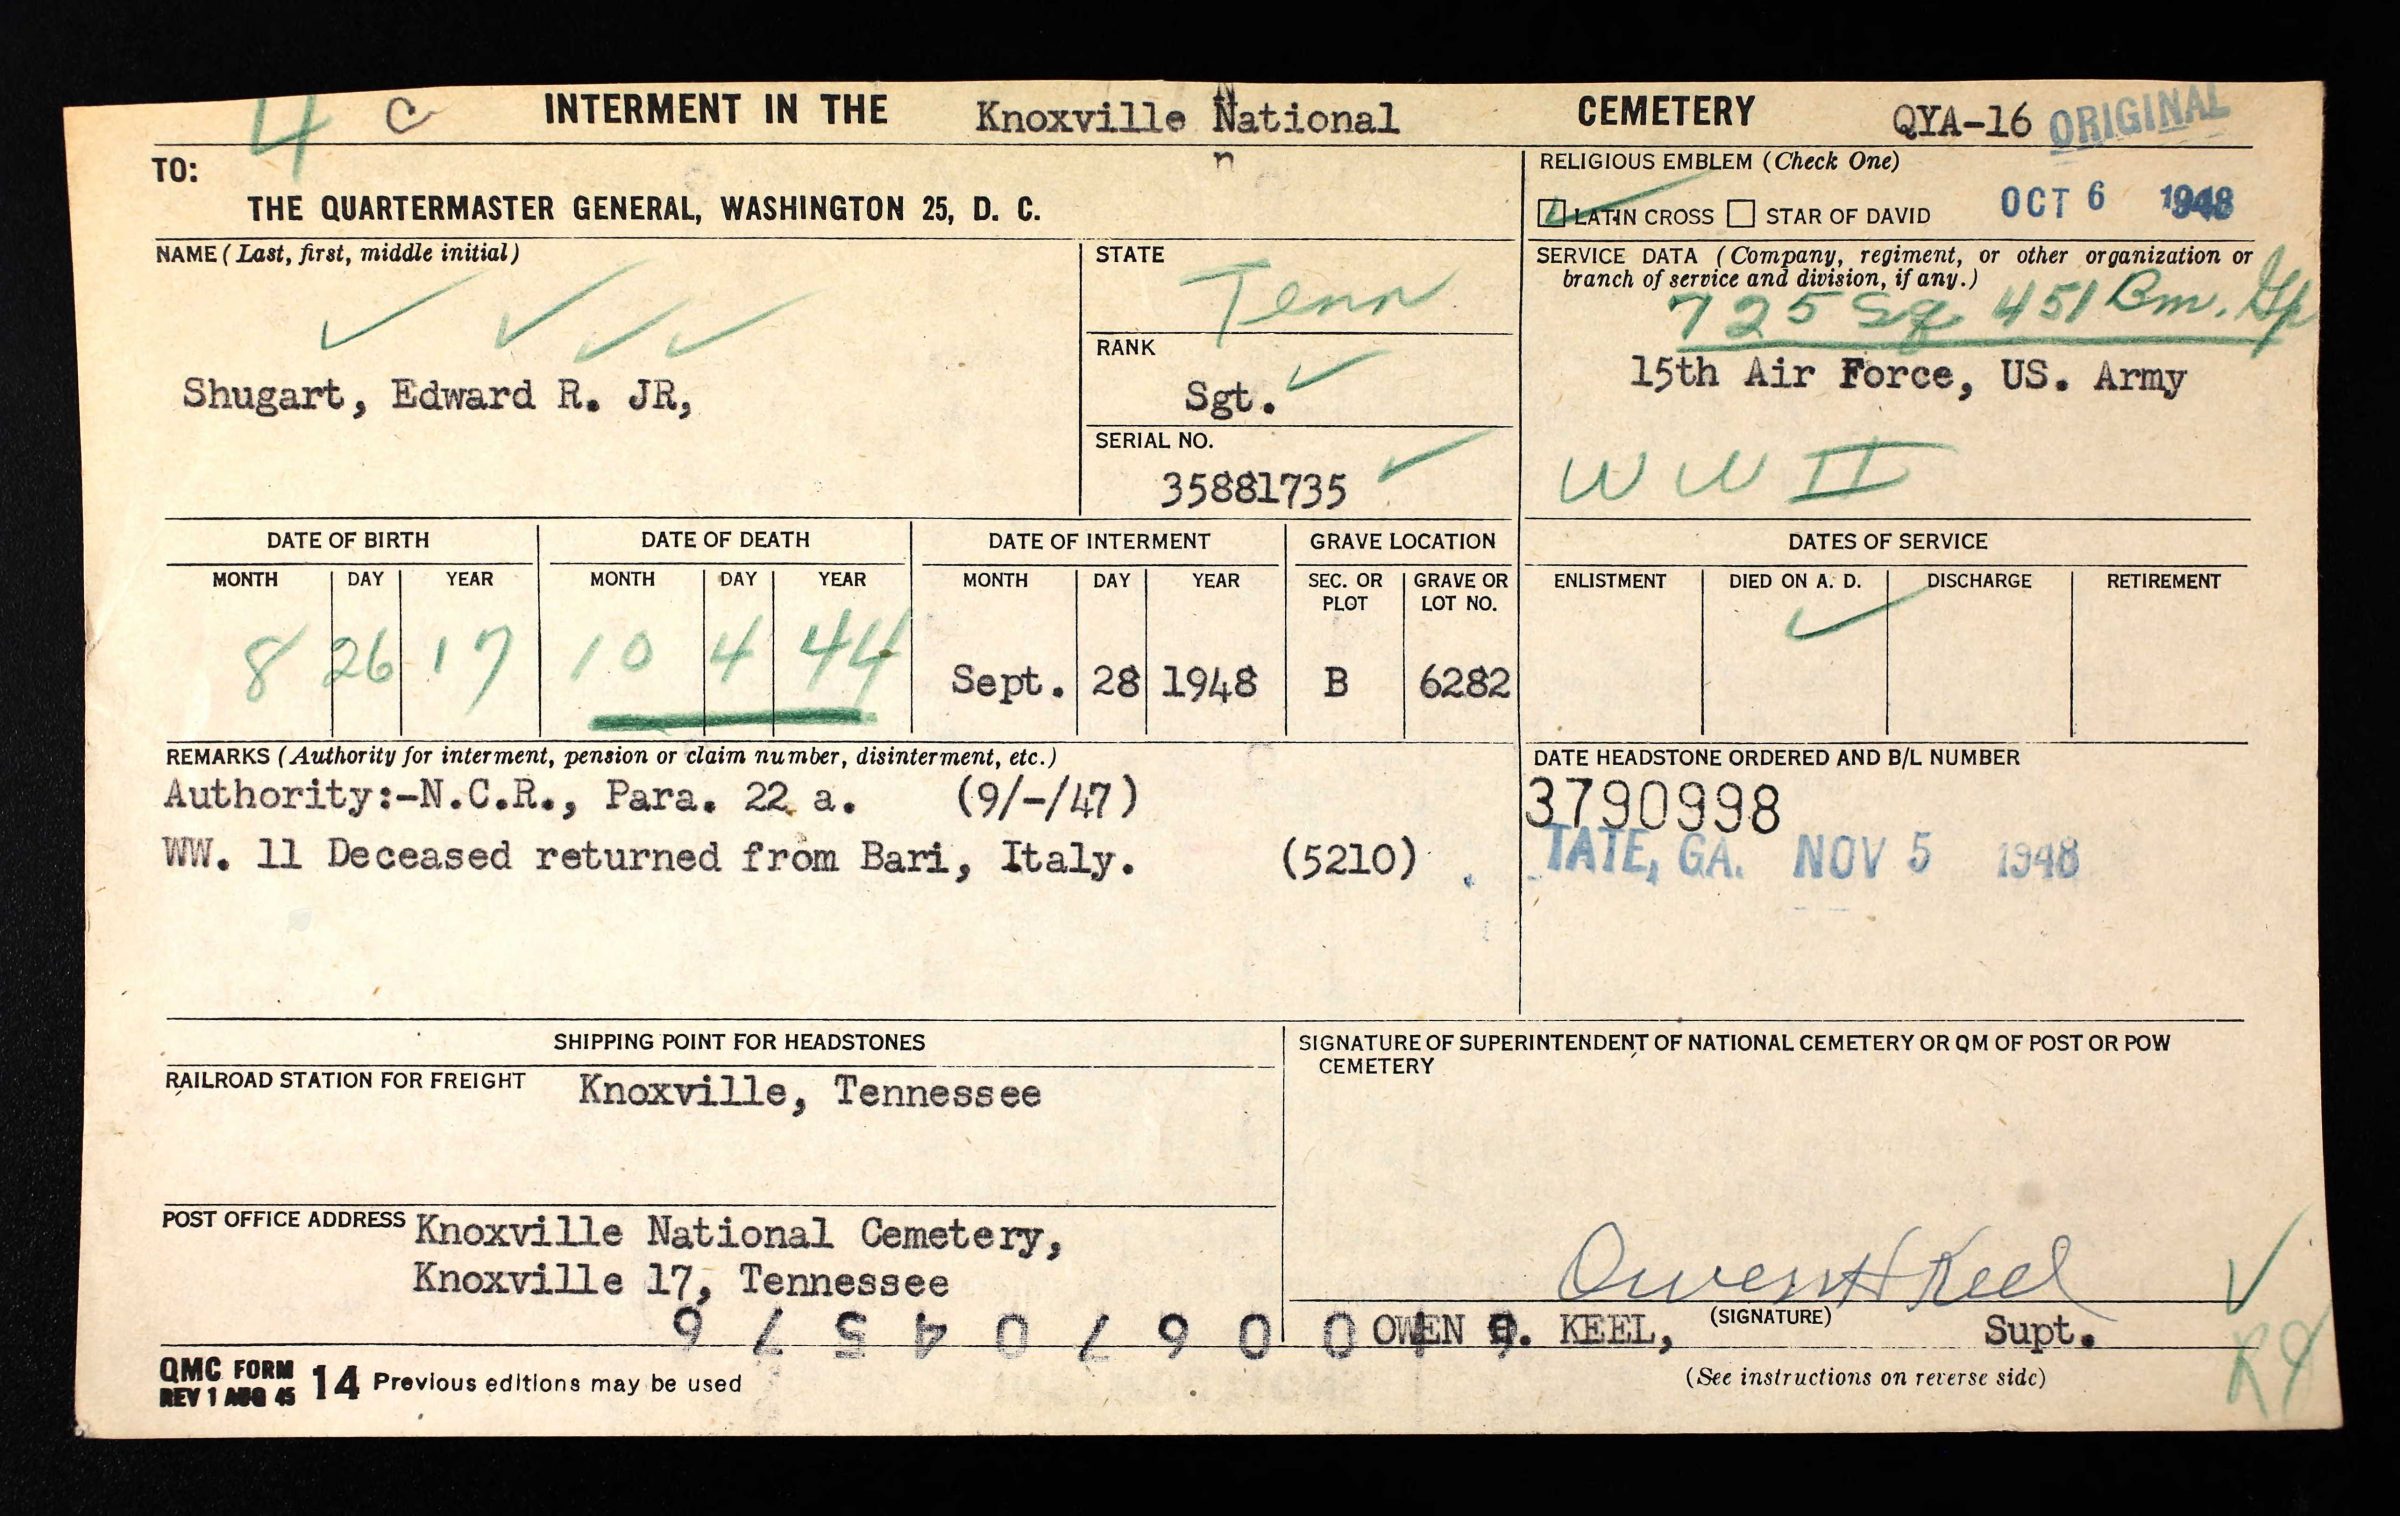 4 C INTERMENT IN THE Knoxville National CEMETERY QYA-16 ORIGINAL
n
TO:
THE QUARTERMASTER GENERAL, WASHINGTON 25, D. C.
RELIGIOUS EMBLEM (Check One)
LATIN CROSS STAR OF DAVID OCT 6 1948
NAME (Last, first, middle initial)
Shugart, Edward R. JR,
STATE
Tenn
RANK
Sgt.
SERIAL NO.
35881735
SERVICE DATA (Company, regiment, or other organization or
branch of service and division, if any.)
725 Sq 451 Bm. Gp
15th Air Force, US. Army
WW II
DATE OF BIRTH DATE OF DEATH DATE OF INTERMENT GRAVE LOCATION DATES OF SERVICE
MONTH DAY YEAR MONTH DAY YEAR MONTH DAY YEAR SEC. OR PLOT GRAVE OR LOT NO. ENLISTMENT DIED ON A. D. DISCHARGE RETIREMENT
8 26 17 10 4 44 Sept. 28 1948 B 6282
REMARKS (Authority for interment, pension or claim number, disinterment, etc.)
Authority:-N.C.R., Para. 22 a. (9/-/47)
WW. 11 Deceased returned from Bari, Italy. (5210)
DATE HEADSTONE ORDERED AND B/L NUMBER
3790998
TATE, GA. NOV 5 1948
SHIPPING POINT FOR HEADSTONES
RAILROAD STATION FOR FREIGHT Knoxville, Tennessee
POST OFFICE ADDRESS Knoxville National Cemetery,
Knoxville 17, Tennessee
SIGNATURE OF SUPERINTENDENT OF NATIONAL CEMETERY OR QM OF POST OR POW
CEMETERY
Owen H Keel
(SIGNATURE)
OWEN H. KEEL, Supt.
RJ
QMC FORM 14 Previous editions may be used
REV 1 AUG 45
(See instructions on reverse side)